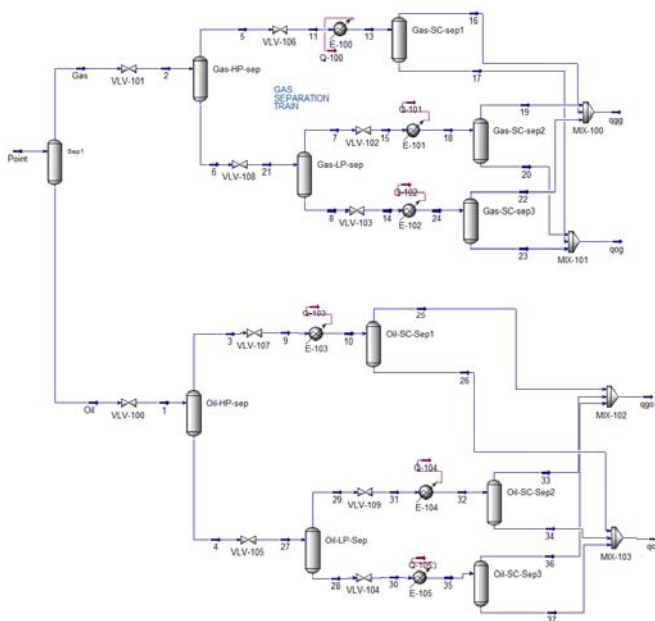 16
5
11
13
VLV-106
E-100
Q-100
Gas-SC-sep1
17
Gas
2
VLV-101
Gas-HP-sep
GAS
SEPARATION
TRAIN
Q-101
19
7
15
18
VLV-102
E-101
Gas-SC-sep2
MIX-100
qgg
Point
Sep1
6
21
VLV-108
Gas-LP-sep
20
Q-102
22
8
14
24
VLV-103
E-102
Gas-SC-sep3
23
MIX-101
qog
Q-103
25
3
9
10
VLV-107
E-103
Oil-SC-Sep1
26
Oil
1
VLV-100
Oil-HP-sep
MIX-102
qgo
Q-104
33
29
31
32
VLV-109
E-104
Oil-SC-Sep2
34
4
27
VLV-105
Oil-LP-Sep
Q-105
36
28
30
35
VLV-104
E-105
Oil-SC-Sep3
37
MIX-103